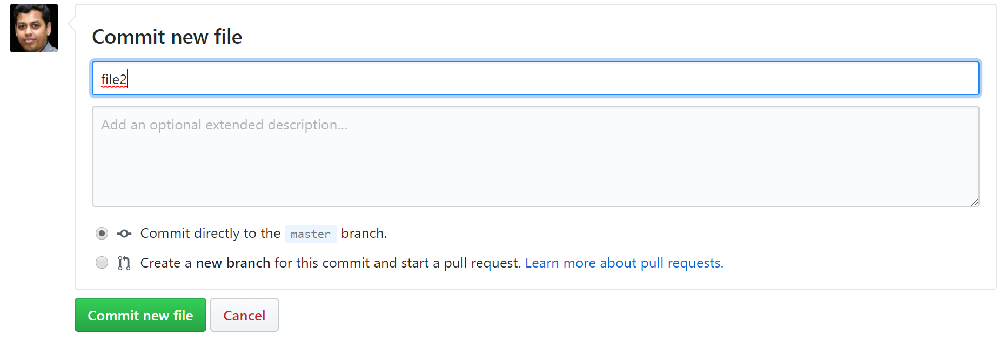 Commit new file
file2
Add an optional extended description...
Commit directly to the master branch.
Create a new branch for this commit and start a pull request. Learn more about pull requests.
Commit new file
Cancel